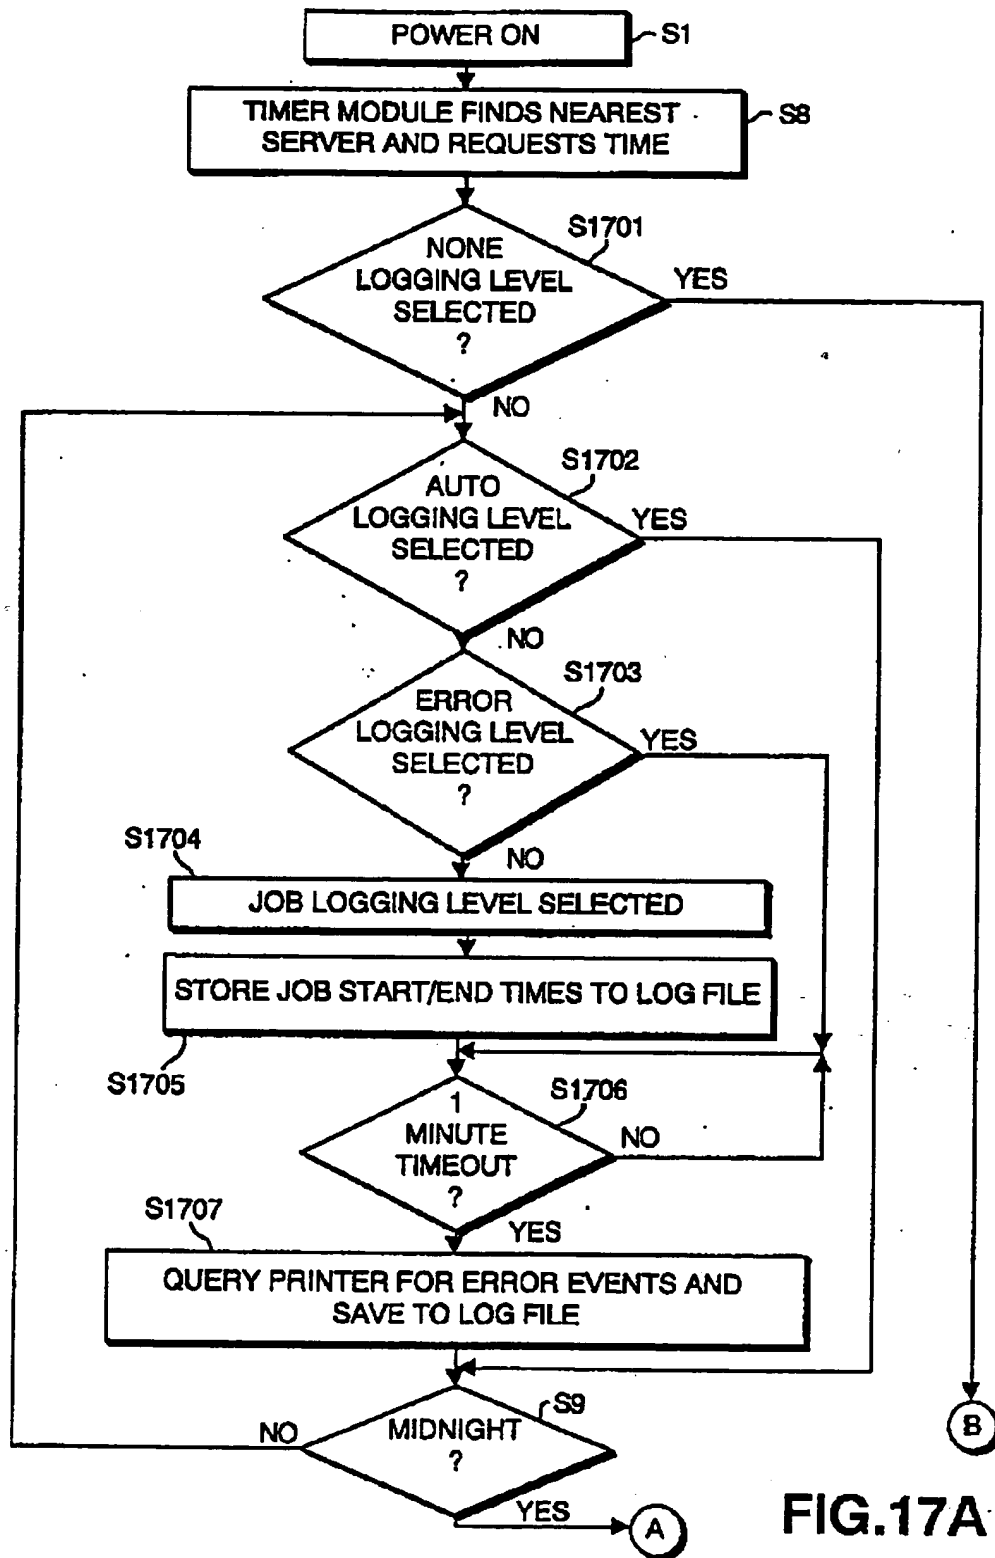 POWER ON
S1
TIMER MODULE FINDS NEAREST
SERVER AND REQUESTS TIME
S8
S1701
NONE
LOGGING LEVEL
SELECTED
?
YES
NO
S1702
AUTO
LOGGING LEVEL
SELECTED
?
YES
NO
S1703
ERROR
LOGGING LEVEL
SELECTED
?
YES
NO
S1704
JOB LOGGING LEVEL SELECTED
STORE JOB START/END TIMES TO LOG FILE
S1705
S1706
1
MINUTE
TIMEOUT
?
NO
YES
S1707
QUERY PRINTER FOR ERROR EVENTS AND
SAVE TO LOG FILE
S9
MIDNIGHT
?
NO
YES
A
B
FIG.17A